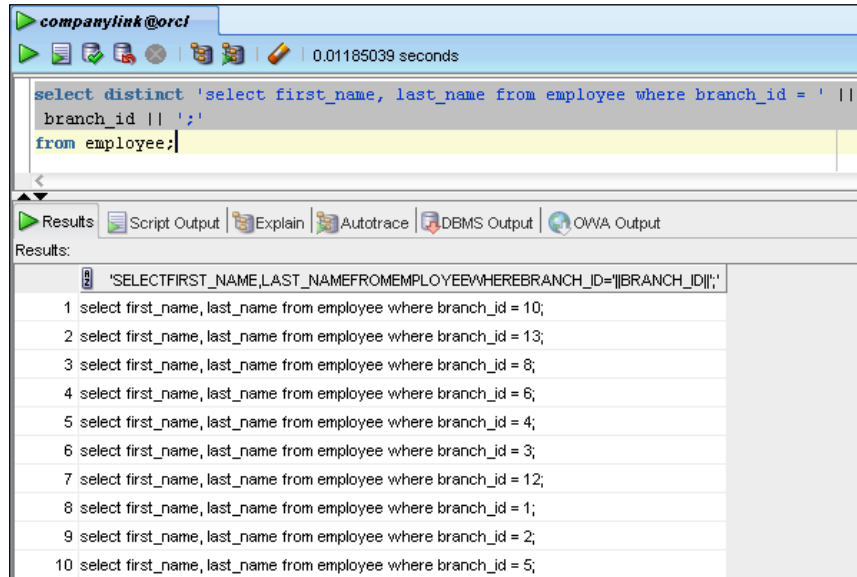 companylink@orcl
0.01185039 seconds
select distinct 'select first_name, last_name from employee where branch_id = ' ||
branch_id || ';'
from employee;
Results Script Output Explain Autotrace DBMS Output OWA Output
Results:
'SELECTFIRST_NAME,LAST_NAMEFROMEMPLOYEEWHEREBRANCH_ID='||BRANCH_ID||';'
1 select first_name, last_name from employee where branch_id = 10;
2 select first_name, last_name from employee where branch_id = 13;
3 select first_name, last_name from employee where branch_id = 8;
4 select first_name, last_name from employee where branch_id = 6;
5 select first_name, last_name from employee where branch_id = 4;
6 select first_name, last_name from employee where branch_id = 3;
7 select first_name, last_name from employee where branch_id = 12;
8 select first_name, last_name from employee where branch_id = 1;
9 select first_name, last_name from employee where branch_id = 2;
10 select first_name, last_name from employee where branch_id = 5;